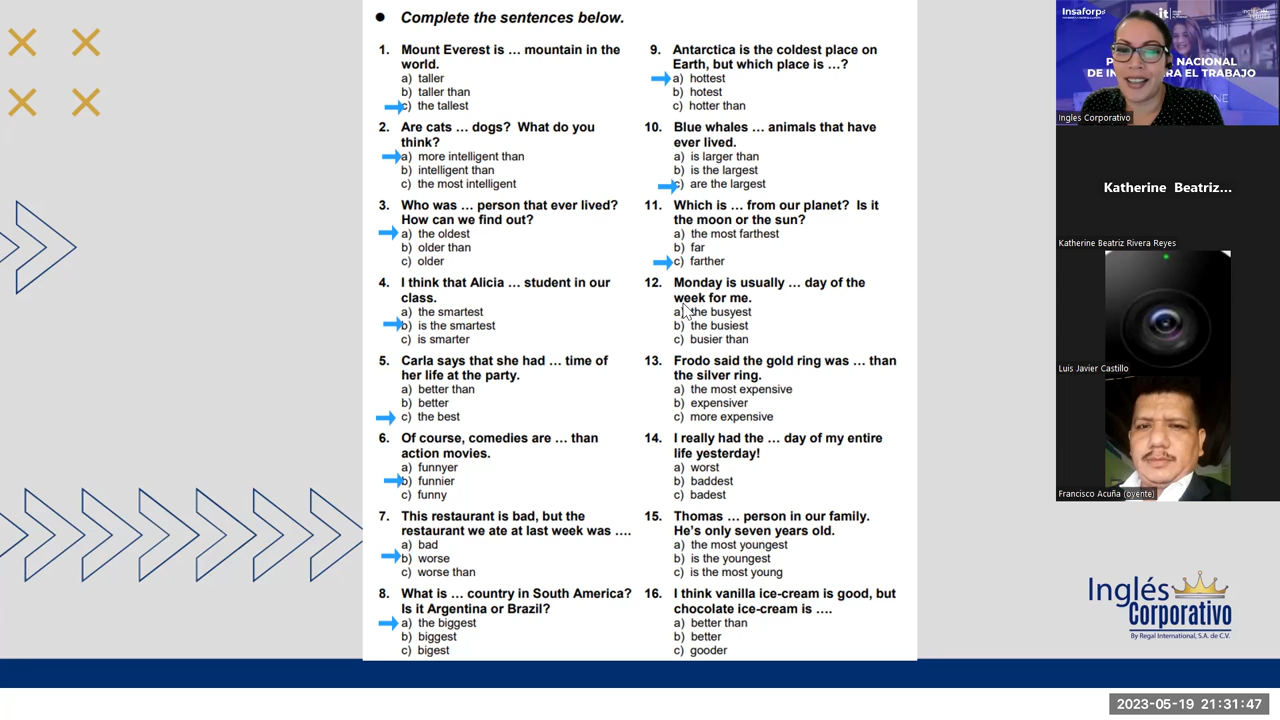 ● Complete the sentences below.
1. Mount Everest is … mountain in the
world.
a) taller
b) taller than
c) the tallest
2. Are cats … dogs? What do you
think?
a) more intelligent than
b) intelligent than
c) the most intelligent
3. Who was … person that ever lived?
How can we find out?
a) the oldest
b) older than
c) older
4. I think that Alicia … student in our
class.
a) the smartest
b) is the smartest
c) is smarter
5. Carla says that she had … time of
her life at the party.
a) better than
b) better
c) the best
6. Of course, comedies are … than
action movies.
a) funnyer
b) funnier
c) funny
7. This restaurant is bad, but the
restaurant we ate at last week was ….
a) bad
b) worse
c) worse than
8. What is … country in South America?
Is it Argentina or Brazil?
a) the biggest
b) biggest
c) bigest
9. Antarctica is the coldest place on
Earth, but which place is …?
a) hottest
b) hotest
c) hotter than
10. Blue whales … animals that have
ever lived.
a) is larger than
b) is the largest
c) are the largest
11. Which is … from our planet? Is it
the moon or the sun?
a) the most farthest
b) far
c) farther
12. Monday is usually … day of the
week for me.
a) the busyest
b) the busiest
c) busier than
13. Frodo said the gold ring was … than
the silver ring.
a) the most expensive
b) expensiver
c) more expensive
14. I really had the … day of my entire
life yesterday!
a) worst
b) baddest
c) badest
15. Thomas … person in our family.
He's only seven years old.
a) the most youngest
b) is the youngest
c) is the most young
16. I think vanilla ice-cream is good, but
chocolate ice-cream is ….
a) better than
b) better
c) gooder
Insaforp
it
NACIONAL
DE IN RA EL TRABAJO
Ingles Corporativo
Katherine Beatriz...
Katherine Beatriz Rivera Reyes
Luis Javier Castillo
Francisco Acuña (oyente)
Inglés
Corporativo
By Regal International, S.A. de C.V.
2023-05-19 21:31:47